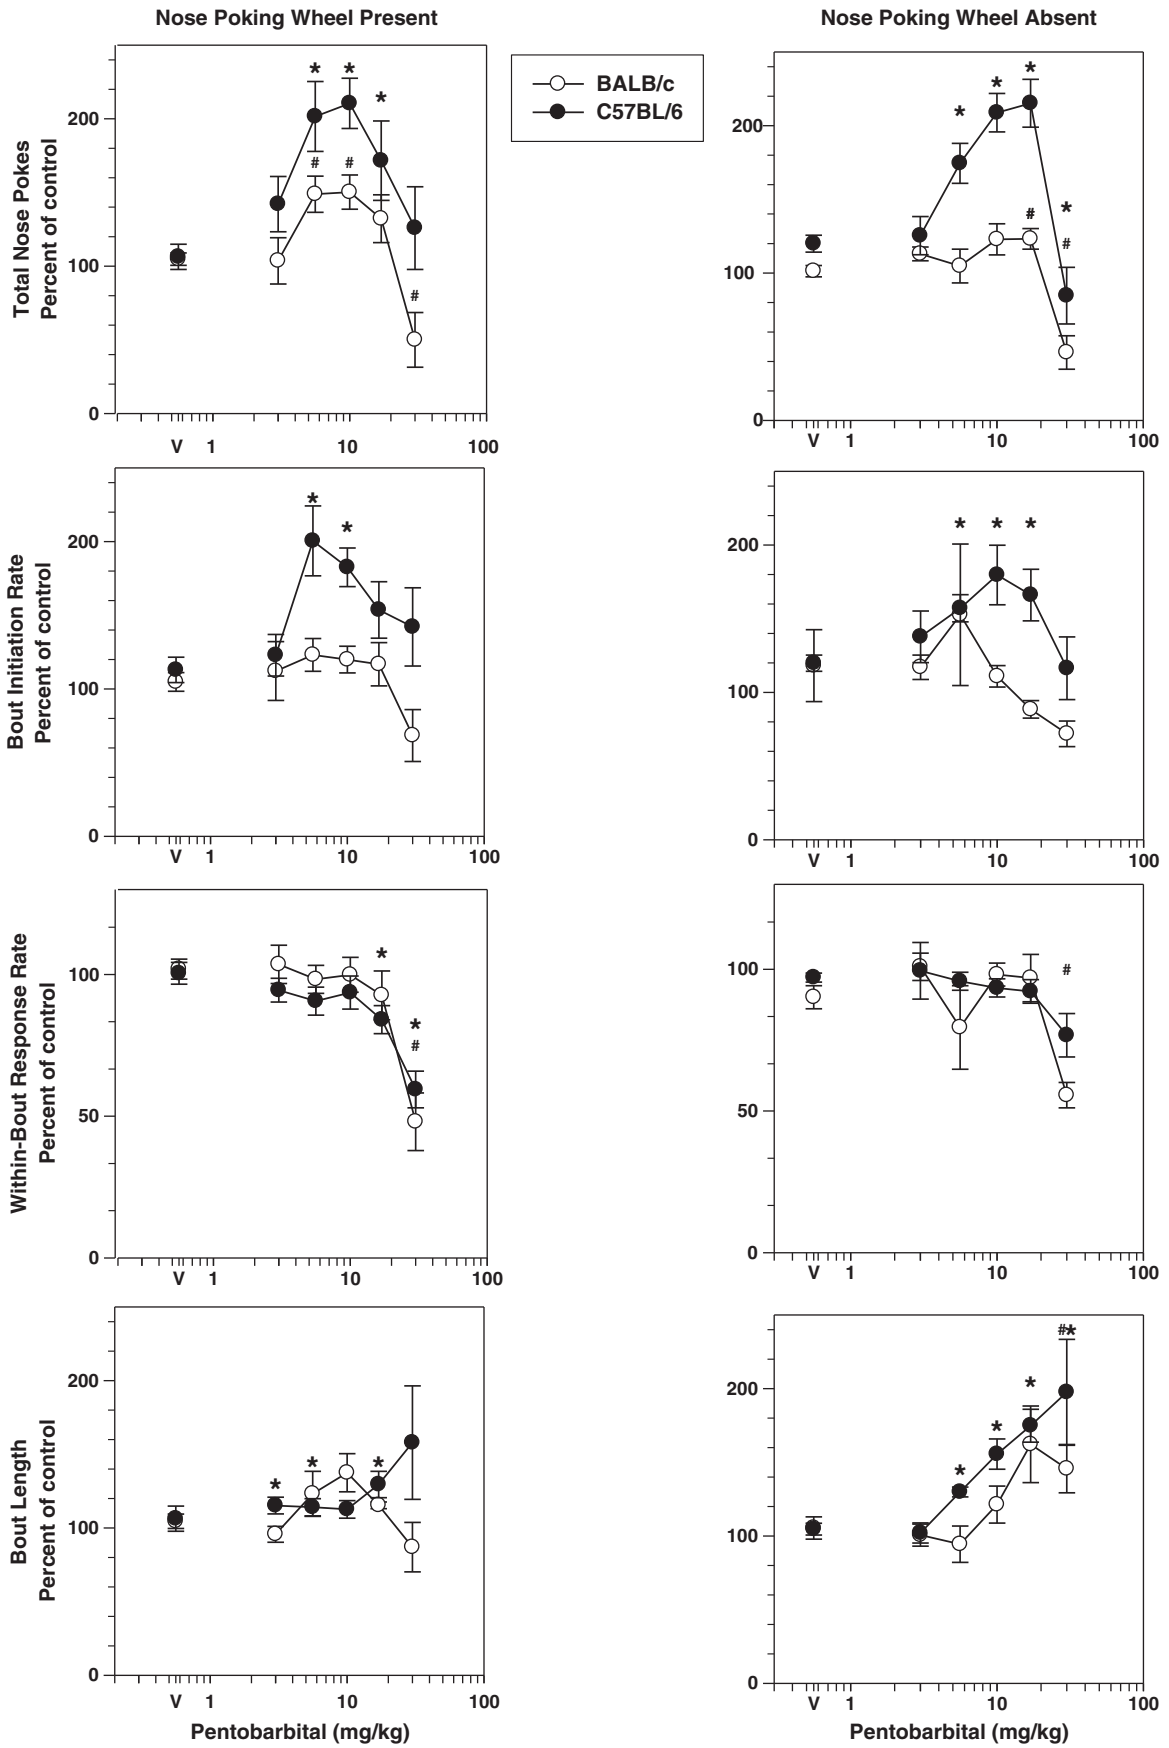 Nose Poking Wheel Present
Nose Poking Wheel Absent
BALB/c
C57BL/6
Total Nose Pokes
Percent of control
200
100
0
* * *
# #
#
V 1 10 100
200
100
0
* * * *
# #
V 1 10 100
Bout Initiation Rate
Percent of control
200
100
0
* *
V 1 10 100
200
100
0
* * *
V 1 10 100
Within-Bout Response Rate
Percent of control
100
50
0
* *
#
V 1 10 100
100
50
0
#
V 1 10 100
Bout Length
Percent of control
200
100
0
* * *
V 1 10 100
Pentobarbital (mg/kg)
200
100
0
* * * #*
V 1 10 100
Pentobarbital (mg/kg)